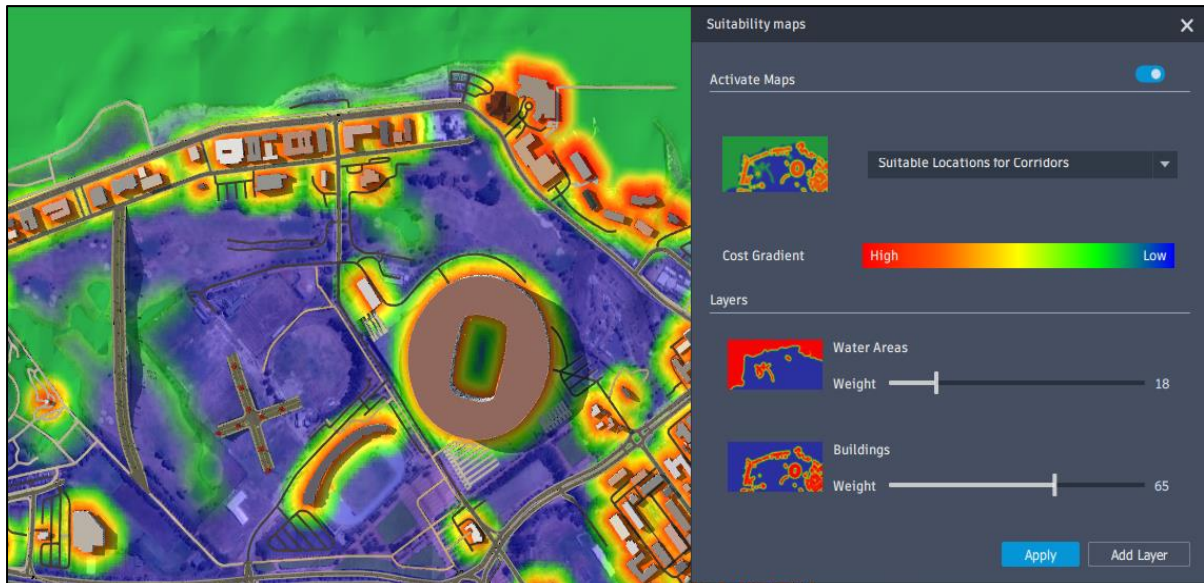 Suitability maps
Activate Maps
Suitable Locations for Corridors
Cost Gradient High Low
Layers
Water Areas
Weight 18
Buildings
Weight 65
Apply Add Layer